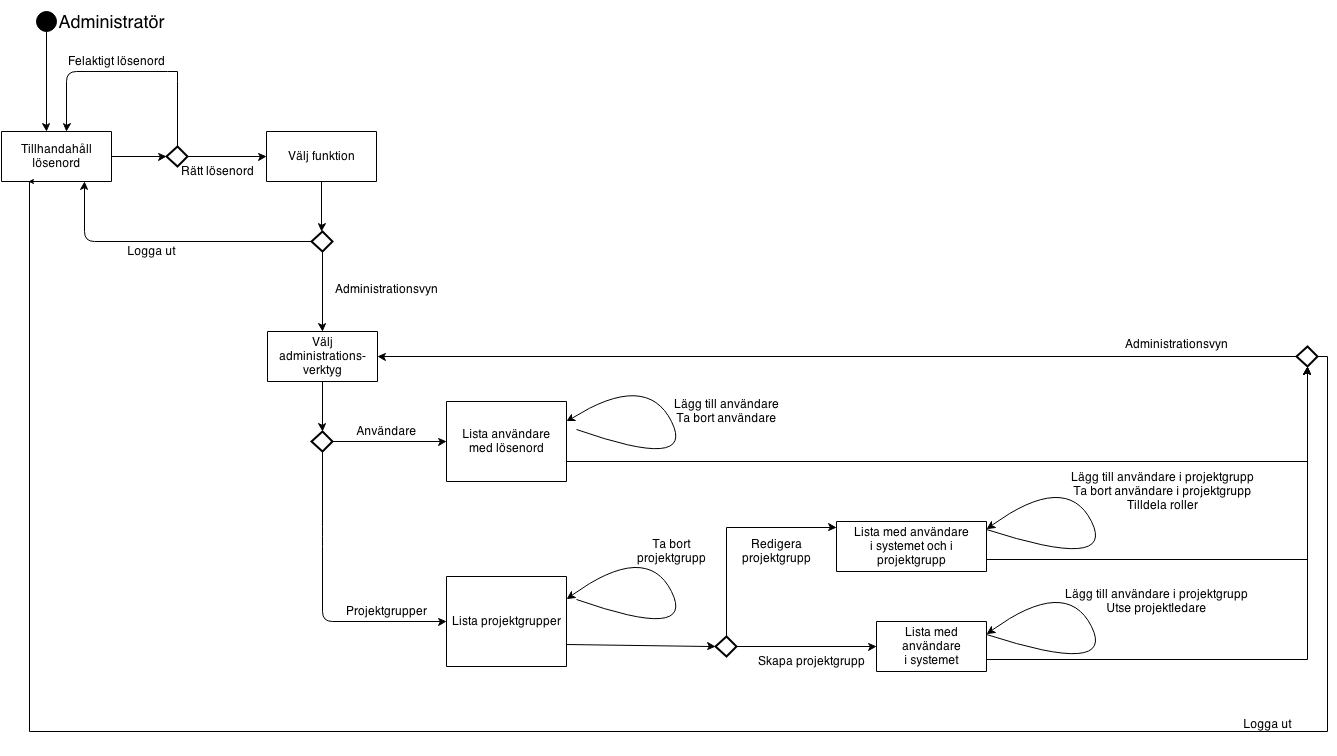 Administratör
Felaktigt lösenord
Tillhandahåll
lösenord
Rätt lösenord
Välj funktion
Logga ut
Administrationsvyn
Välj
administrations-
verktyg
Administrationsvyn
Användare
Lista användare
med lösenord
Lägg till användare
Ta bort användare
Projektgrupper
Lista projektgrupper
Ta bort
projektgrupp
Redigera
projektgrupp
Lista med användare
i systemet och i
projektgrupp
Lägg till användare i projektgrupp
Ta bort användare i projektgrupp
Tilldela roller
Skapa projektgrupp
Lista med
användare
i systemet
Lägg till användare i projektgrupp
Utse projektledare
Logga ut